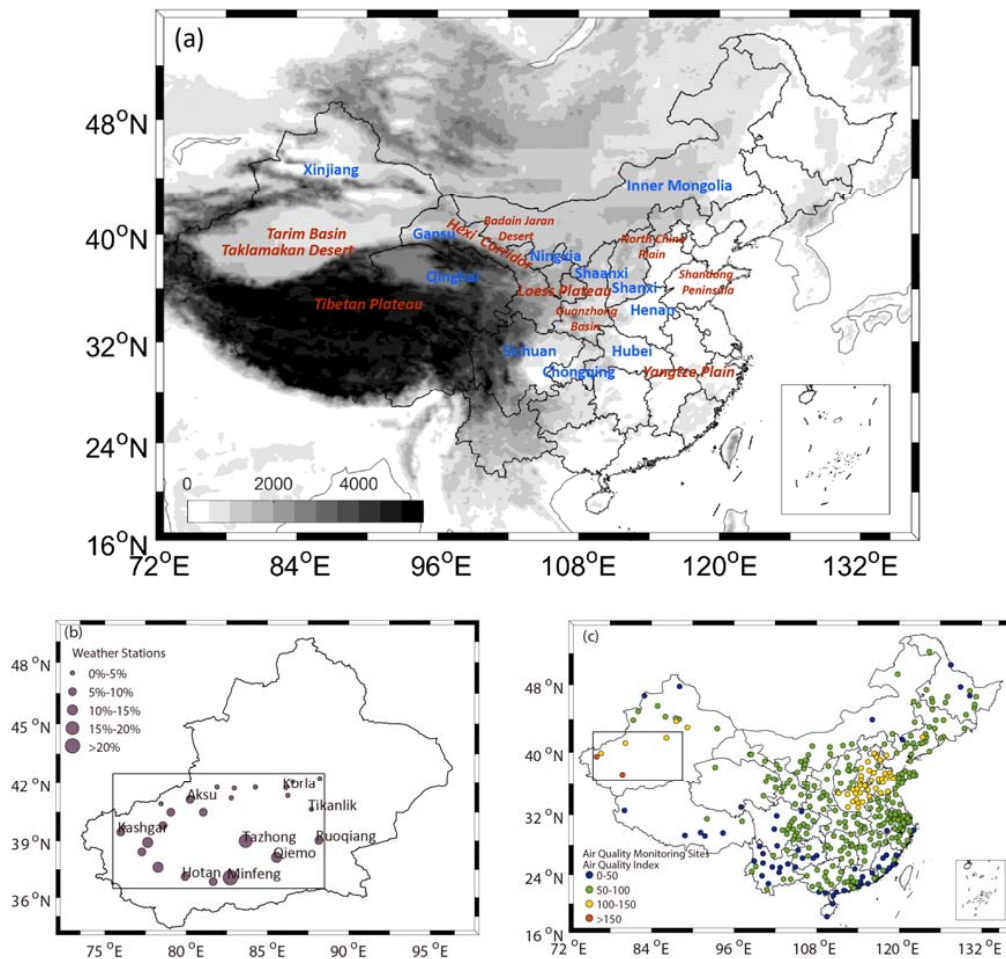 (a)
48°N
40°N
32°N
24°N
16°N
72°E
84°E
96°E
108°E
120°E
132°E
Xinjiang
Inner Mongolia
Tarim Basin
Taklamakan Desert
Gansu
Hexi Corridor
Badain Jaran
Desert
North China
Plain
Ningxia
Qinghai
Shaanxi
Shandong
Peninsula
Tibetan Plateau
Loess Plateau
Shanxi
Guanzhong
Basin
Henan
Sichuan
Hubei
Chongqing
Yangtze Plain
0 2000 4000
(b)
Weather Stations
0%-5%
5%-10%
10%-15%
15%-20%
>20%
48 °N
45 °N
42 °N
39 °N
36 °N
75°E
80°E
85°E
90°E
95°E
Aksu
Korla
Tikanlik
Kashgar
Tazhong
Ruoqiang
Qiemo
Hotan
Minfeng
(c)
48 °N
40 °N
32 °N
24 °N
16 °N
72°E
84°E
96°E
108°E
120°E
132°E
Air Quality Monitoring Sites
Air Quality Index
0-50
50-100
100-150
>150